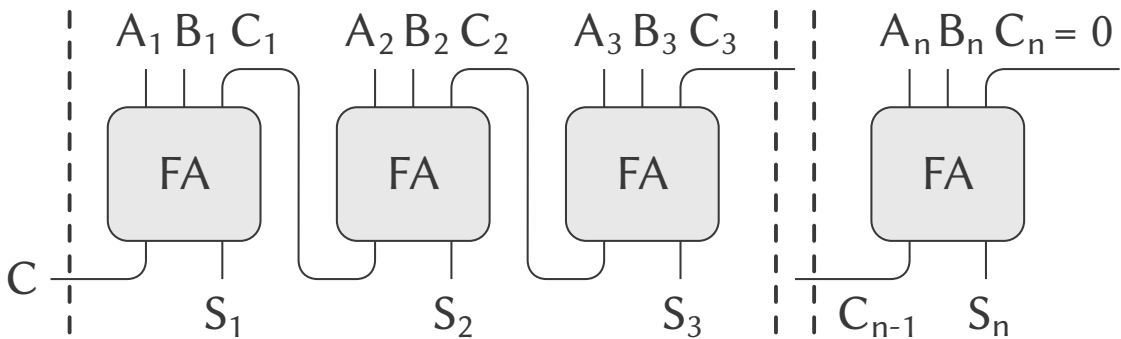 A₁ B₁ C₁ A₂ B₂ C₂ A₃ B₃ C₃ Aₙ Bₙ Cₙ = 0
FA FA FA FA
C
S₁ S₂ S₃ Cₙ₋₁ Sₙ